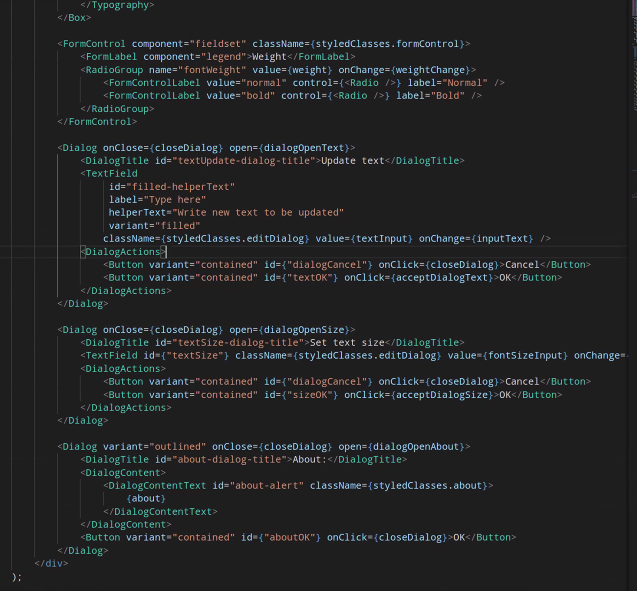 </Typography>
</Box>
<FormControl component="fieldset" className={styledClasses.formControl}>
<FormLabel component="legend">Weight</FormLabel>
<RadioGroup name="fontWeight" value={weight} onChange={weightChange}>
<FormControlLabel value="normal" control={<Radio />} label="Normal" />
<FormControlLabel value="bold" control={<Radio />} label="Bold" />
</RadioGroup>
</FormControl>
<Dialog onClose={closeDialog} open={dialogOpenText}>
<DialogTitle id="textUpdate-dialog-title">Update text</DialogTitle>
<TextField
id="filled-helperText"
label="Type here"
helperText="Write new text to be updated"
variant="filled"
className={styledClasses.editDialog} value={textInput} onChange={inputText} />
<DialogActions>
<Button variant="contained" id={"dialogCancel"} onClick={closeDialog}>Cancel</Button>
<Button variant="contained" id={"textOK"} onClick={acceptDialogText}>OK</Button>
</DialogActions>
</Dialog>
<Dialog onClose={closeDialog} open={dialogOpenSize}>
<DialogTitle id="textSize-dialog-title">Set text size</DialogTitle>
<TextField id={"textSize"} className={styledClasses.editDialog} value={fontSizeInput} onChange=
<DialogActions>
<Button variant="contained" id={"dialogCancel"} onClick={closeDialog}>Cancel</Button>
<Button variant="contained" id={"sizeOK"} onClick={acceptDialogSize}>OK</Button>
</DialogActions>
</Dialog>
<Dialog variant="outlined" onClose={closeDialog} open={dialogOpenAbout}>
<DialogTitle id="about-dialog-title">About:</DialogTitle>
<DialogContent>
<DialogContentText id="about-alert" className={styledClasses.about}>
{about}
</DialogContentText>
</DialogContent>
<Button variant="contained" id={"aboutOK"} onClick={closeDialog}>OK</Button>
</Dialog>
</div>
);